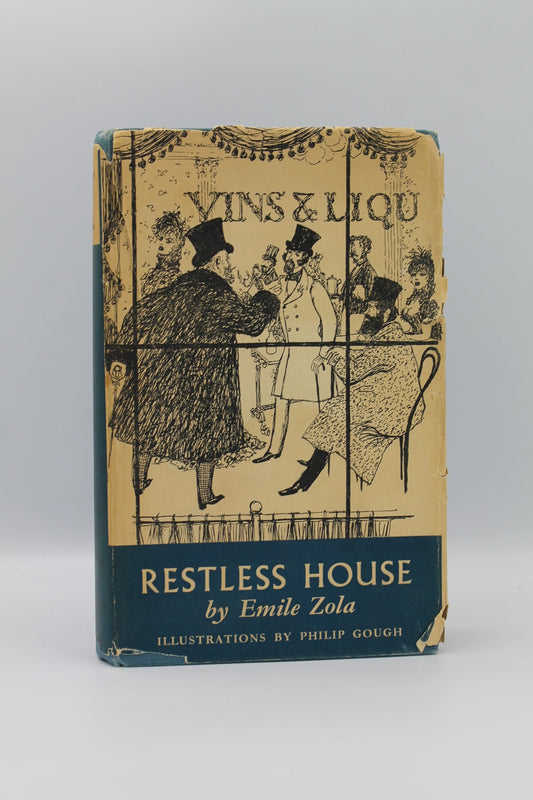 VINS & LIQU
RESTLESS HOUSE
by Emile Zola
ILLUSTRATIONS BY PHILIP GOUGH